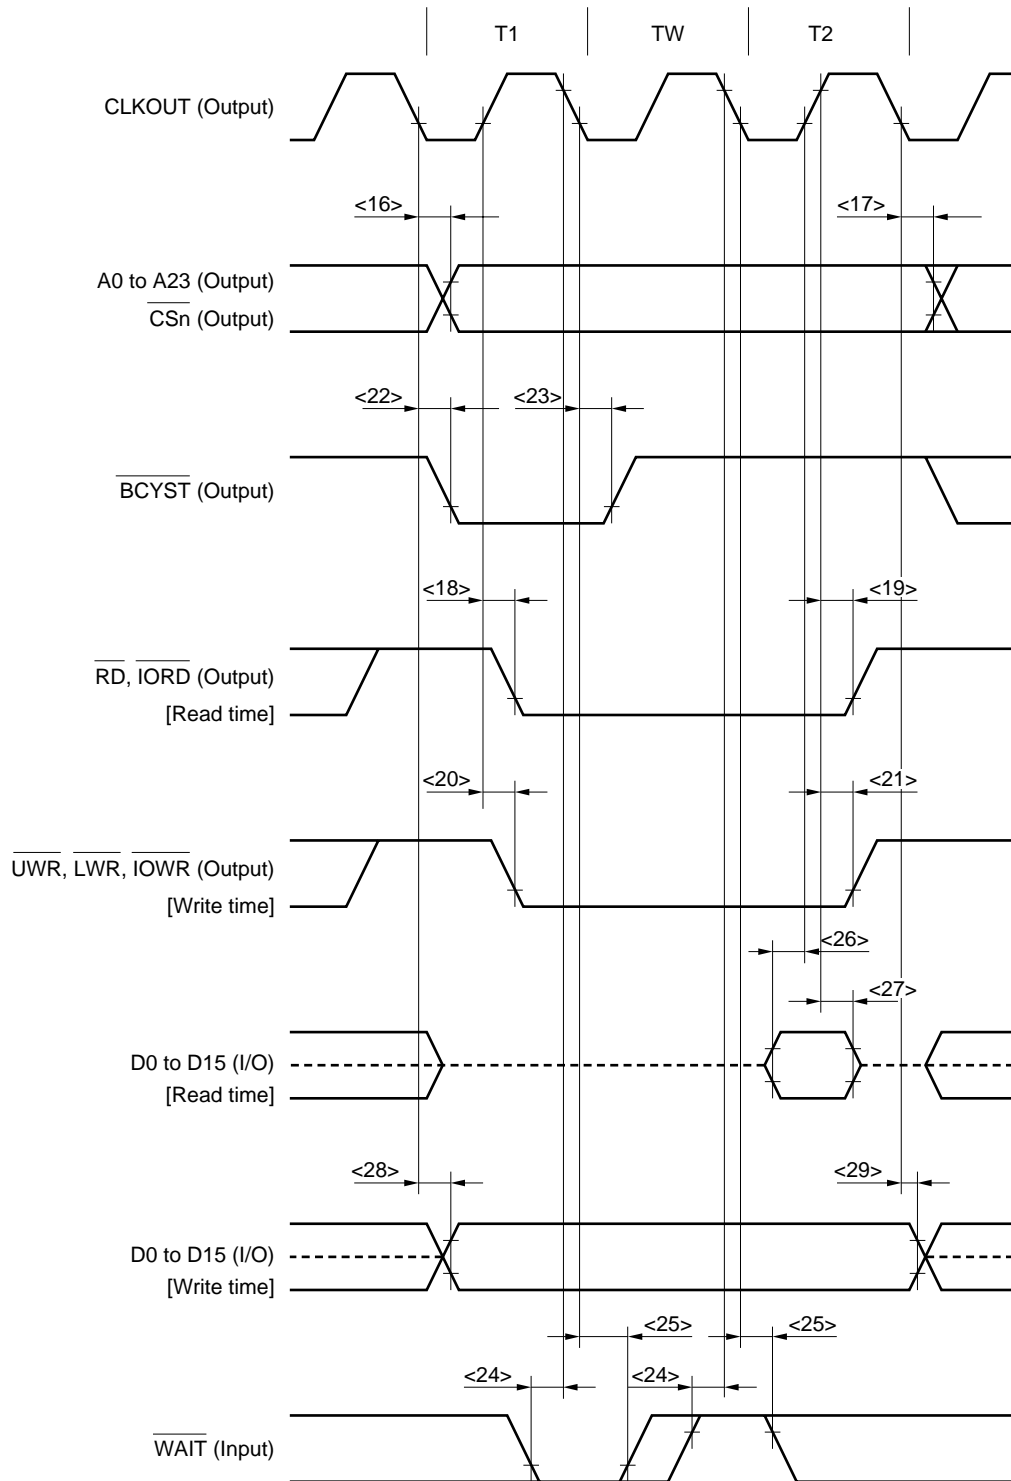 T1 TW T2
CLKOUT (Output)
<16> <17>
A0 to A23 (Output)
CSn (Output)
<22> <23>
BCYST (Output)
<18> <19>
RD, IORD (Output)
[Read time]
<20> <21>
UWR, LWR, IOWR (Output)
[Write time]
<26>
<27>
D0 to D15 (I/O)
[Read time]
<28> <29>
D0 to D15 (I/O)
[Write time]
<25> <25>
<24> <24>
WAIT (Input)